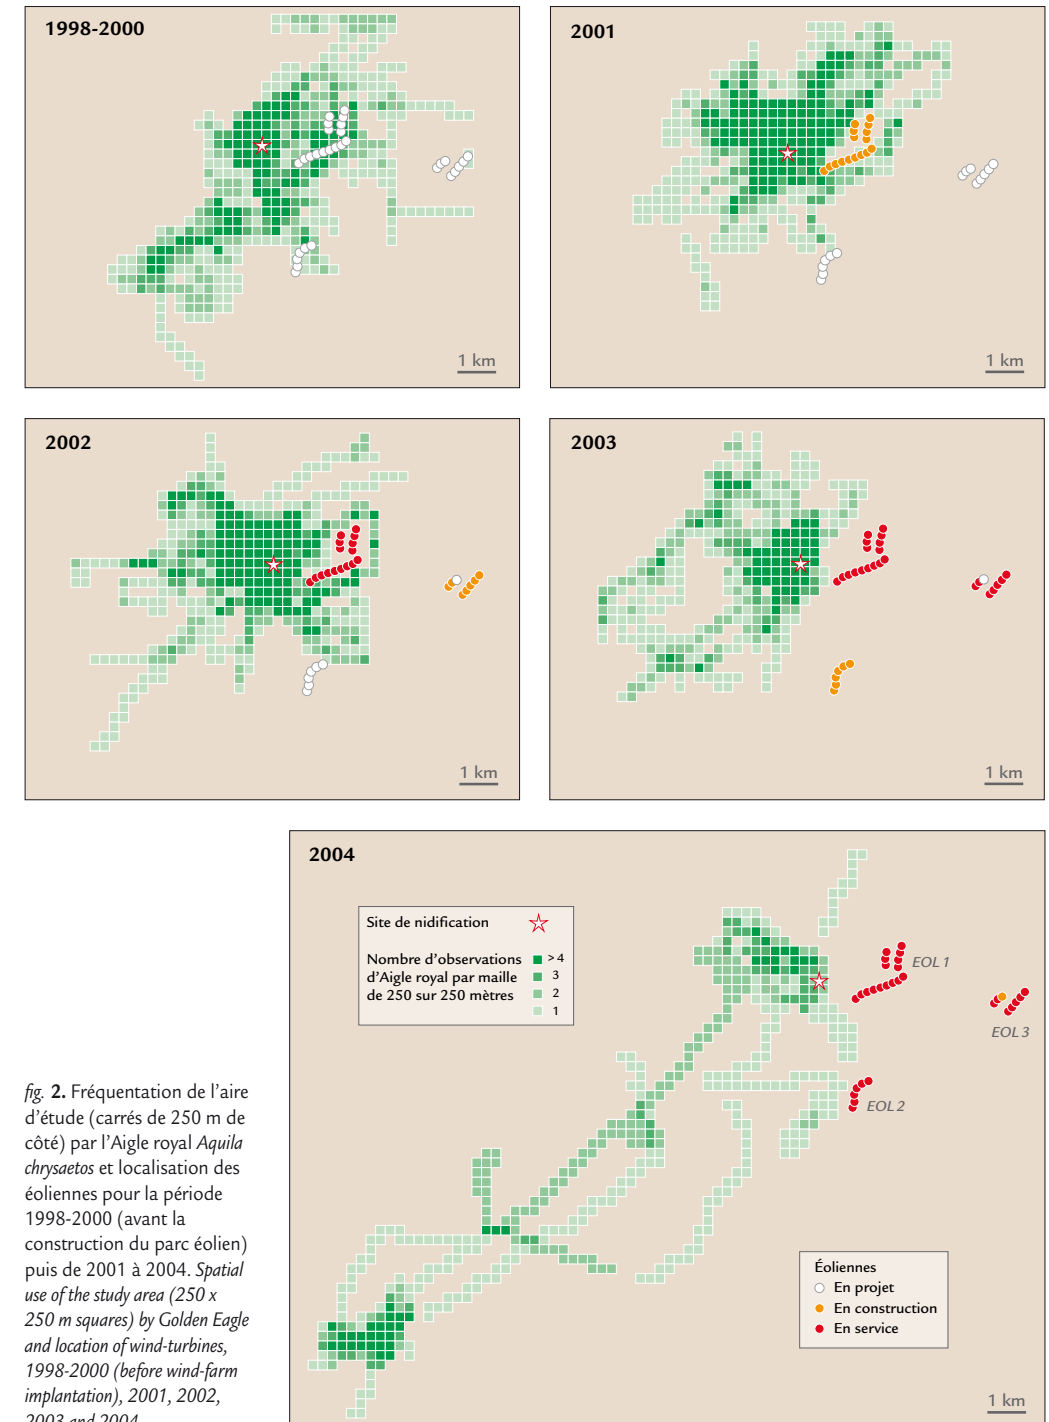 1998-2000
1 km
2001
1 km
2002
1 km
2003
1 km
2004
Site de nidification
Nombre d'observations
d'Aigle royal par maille
de 250 sur 250 mètres
> 4
3
2
1
EOL 1
EOL 3
EOL 2
Éoliennes
En projet
En construction
En service
1 km
fig. 2. Fréquentation de l'aire
d'étude (carrés de 250 m de
côté) par l'Aigle royal Aquila
chrysaetos et localisation des
éoliennes pour la période
1998-2000 (avant la
construction du parc éolien)
puis de 2001 à 2004. Spatial
use of the study area (250 x
250 m squares) by Golden Eagle
and location of wind-turbines,
1998-2000 (before wind-farm
implantation), 2001, 2002,
2003 and 2004.